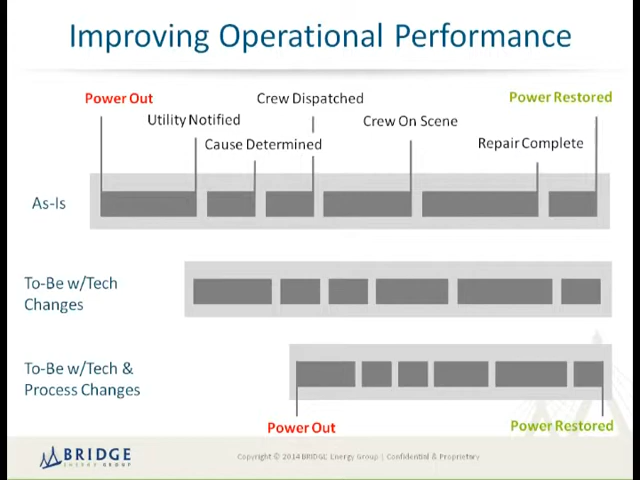 Improving Operational Performance
Power Out
Crew Dispatched
Power Restored
Utility Notified
Crew On Scene
Cause Determined
Repair Complete
As-Is
To-Be w/Tech
Changes
To-Be w/Tech &
Process Changes
Power Out
Power Restored
BRIDGE
ENERGY GROUP
Copyright © 2014 BRIDGE Energy Group | Confidential & Proprietary